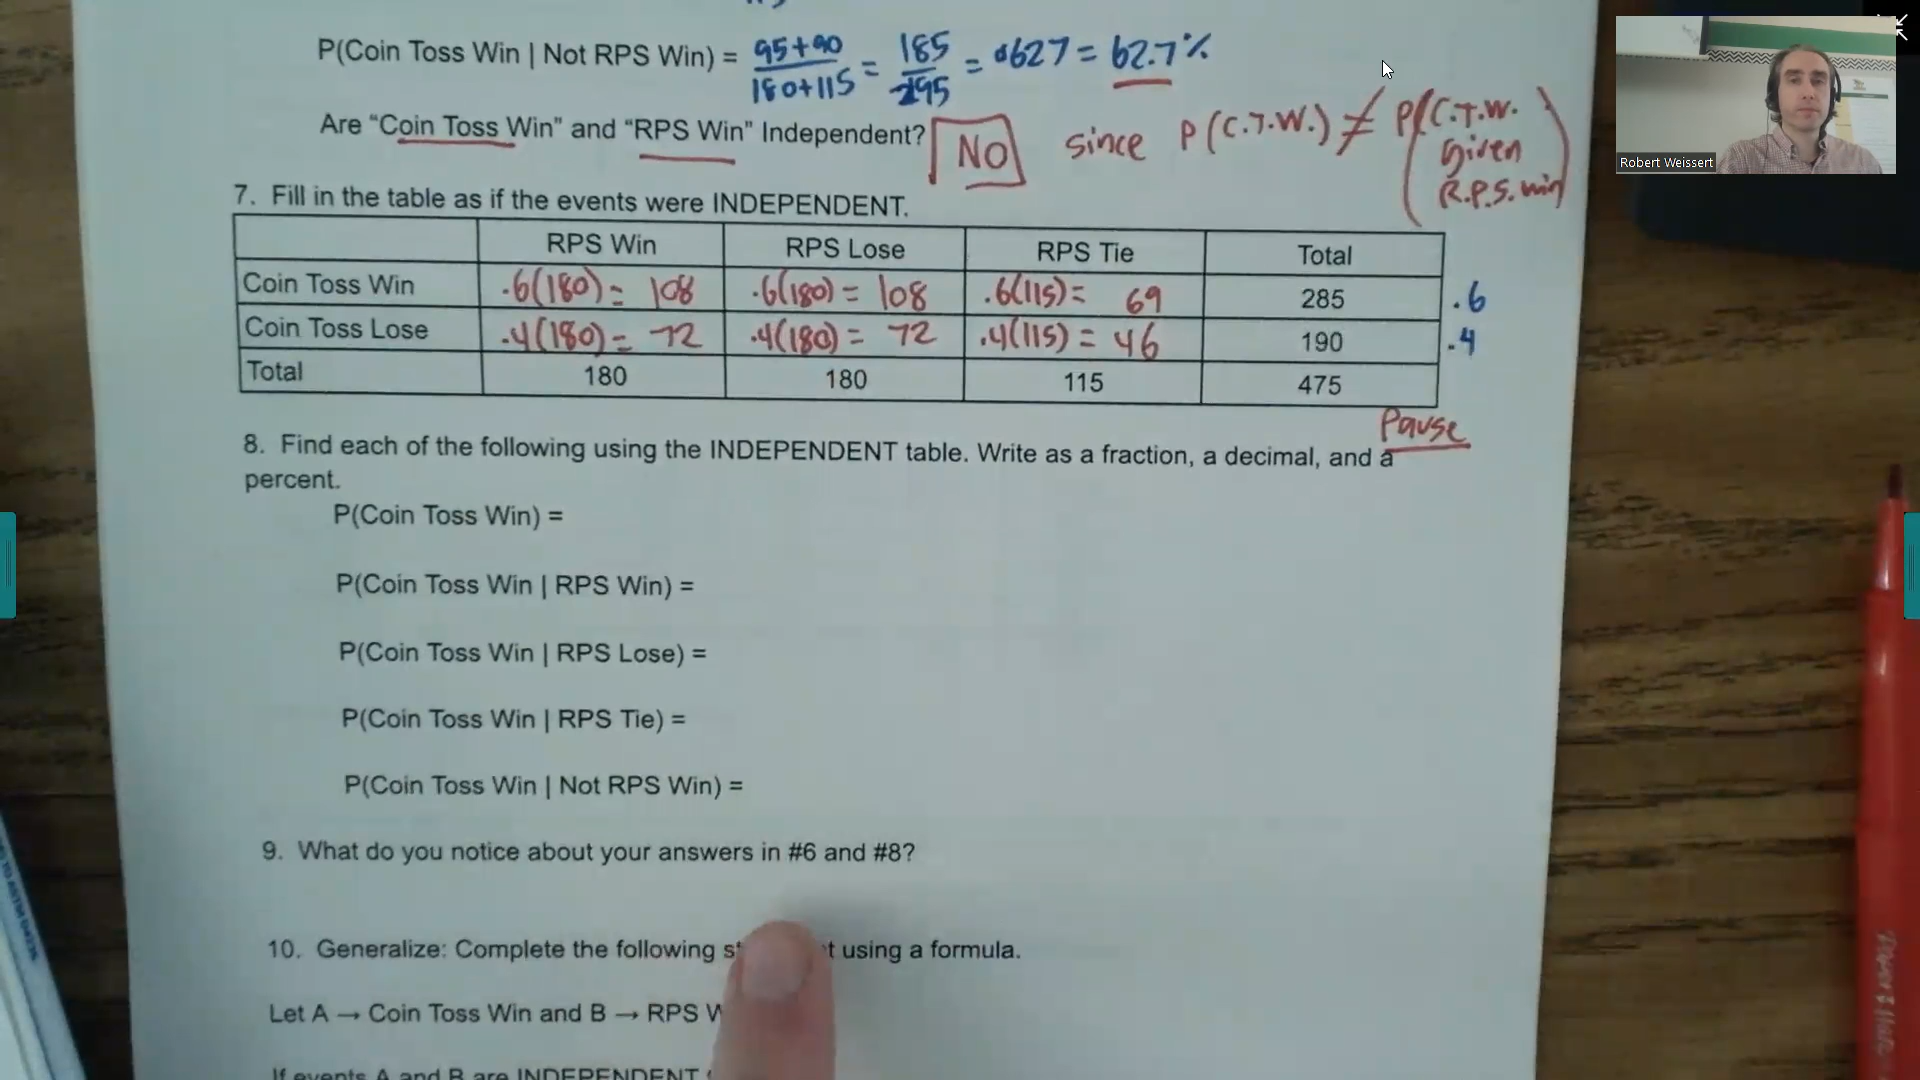 P(Coin Toss Win | Not RPS Win) = 95+90/180+115 = 185/295 = .627 = 62.7%
Are “Coin Toss Win” and “RPS Win” Independent? NO since P(C.T.W.) ≠ P(C.T.W. given R.P.S. win)
Robert Weissert
7. Fill in the table as if the events were INDEPENDENT.
RPS Win RPS Lose RPS Tie Total
Coin Toss Win .6(180) = 108 .6(180) = 108 .6(115) = 69 285 .6
Coin Toss Lose .4(180) = 72 .4(180) = 72 .4(115) = 46 190 .4
Total 180 180 115 475
Pause
8. Find each of the following using the INDEPENDENT table. Write as a fraction, a decimal, and a
percent.
P(Coin Toss Win) =
P(Coin Toss Win | RPS Win) =
P(Coin Toss Win | RPS Lose) =
P(Coin Toss Win | RPS Tie) =
P(Coin Toss Win | Not RPS Win) =
9. What do you notice about your answers in #6 and #8?
10. Generalize: Complete the following using a formula.
Let A → Coin Toss Win and B → RPS
If events A and B are INDEPENDENT